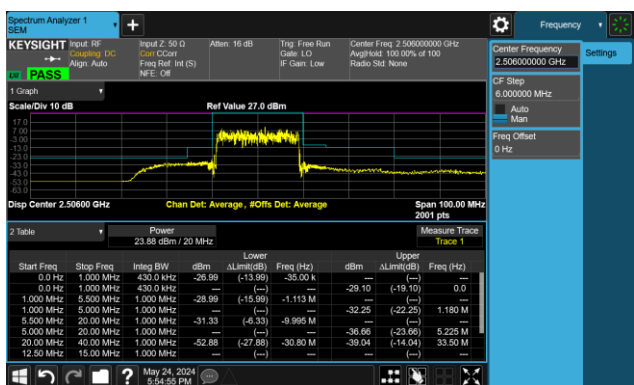 Spectrum Analyzer 1
SEM
Frequency
KEYSIGHT
Input: RF
Coupling: DC
Align: Auto
Input Z: 50 Ω
Corr CCorr
Freq Ref: Int (S)
NFE: Off
Atten: 16 dB
Trig: Free Run
Gate: LO
IF Gain: Low
Center Freq: 2.506000000 GHz
Avg|Hold: 100.00% of 100
Radio Std: None
PASS
Center Frequency
2.506000000 GHz
Settings
CF Step
6.000000 MHz
Auto
Man
Freq Offset
0 Hz
1 Graph
Scale/Div 10 dB
Ref Value 27.0 dBm
17.0
7.00
-3.00
-13.0
-23.0
-33.0
-43.0
-53.0
-63.0
Disp Center 2.50600 GHz
Chan Det: Average, #Offs Det: Average
Span 100.00 MHz
2001 pts
2 Table
Power
23.88 dBm / 20 MHz
Measure Trace
Trace 1
Lower Upper
Start Freq Stop Freq Integ BW dBm ΔLimit(dB) Freq (Hz) dBm ΔLimit(dB) Freq (Hz)
0.0 Hz 1.000 MHz 430.0 kHz -26.99 (-13.99) -35.00 k --- (---) ---
0.0 Hz 1.000 MHz 430.0 kHz --- (---) --- -29.10 (-19.10) 0.0
1.000 MHz 5.500 MHz 1.000 MHz -28.99 (-15.99) -1.113 M --- (---) ---
1.000 MHz 5.000 MHz 1.000 MHz --- (---) --- -32.25 (-22.25) 1.180 M
5.500 MHz 20.00 MHz 1.000 MHz -31.33 (-6.33) -9.995 M --- (---) ---
5.000 MHz 20.00 MHz 1.000 MHz --- (---) --- -36.66 (-23.66) 5.225 M
20.00 MHz 40.00 MHz 1.000 MHz -52.88 (-27.88) -30.80 M -39.04 (-14.04) 33.50 M
12.50 MHz 15.00 MHz 1.000 MHz --- (---) --- --- (---) ---
May 24, 2024
5:54:55 PM